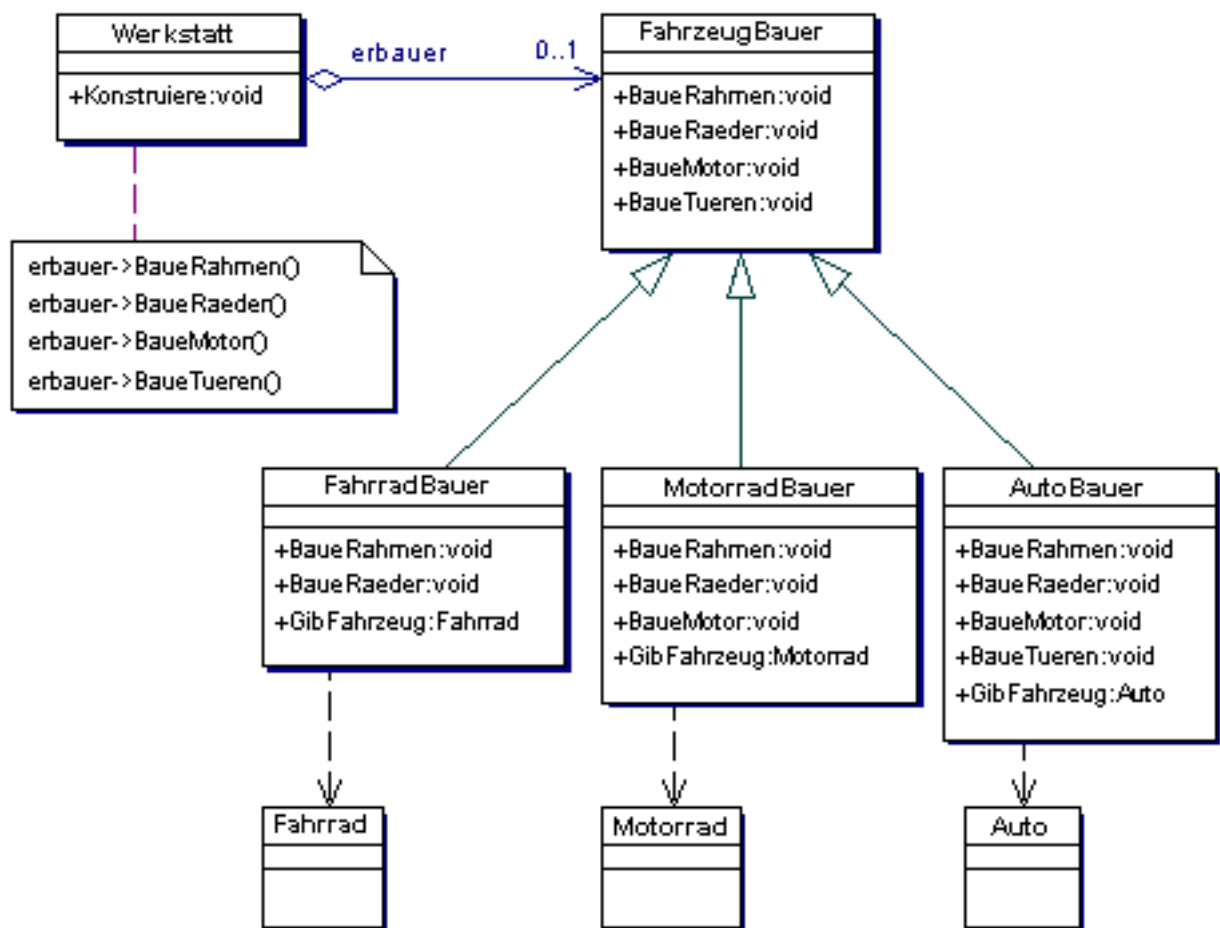 Werkstatt
+Konstruiere:void
erbauer
0..1
FahrzeugBauer
+BaueRahmen:void
+BaueRaeder:void
+BaueMotor:void
+BaueTueren:void
erbauer->BaueRahmen()
erbauer->BaueRaeder()
erbauer->BaueMotor()
erbauer->BaueTueren()
FahrradBauer
+BaueRahmen:void
+BaueRaeder:void
+GibFahrzeug:Fahrrad
MotorradBauer
+BaueRahmen:void
+BaueRaeder:void
+BaueMotor:void
+GibFahrzeug:Motorrad
AutoBauer
+BaueRahmen:void
+BaueRaeder:void
+BaueMotor:void
+BaueTueren:void
+GibFahrzeug:Auto
Fahrrad
Motorrad
Auto